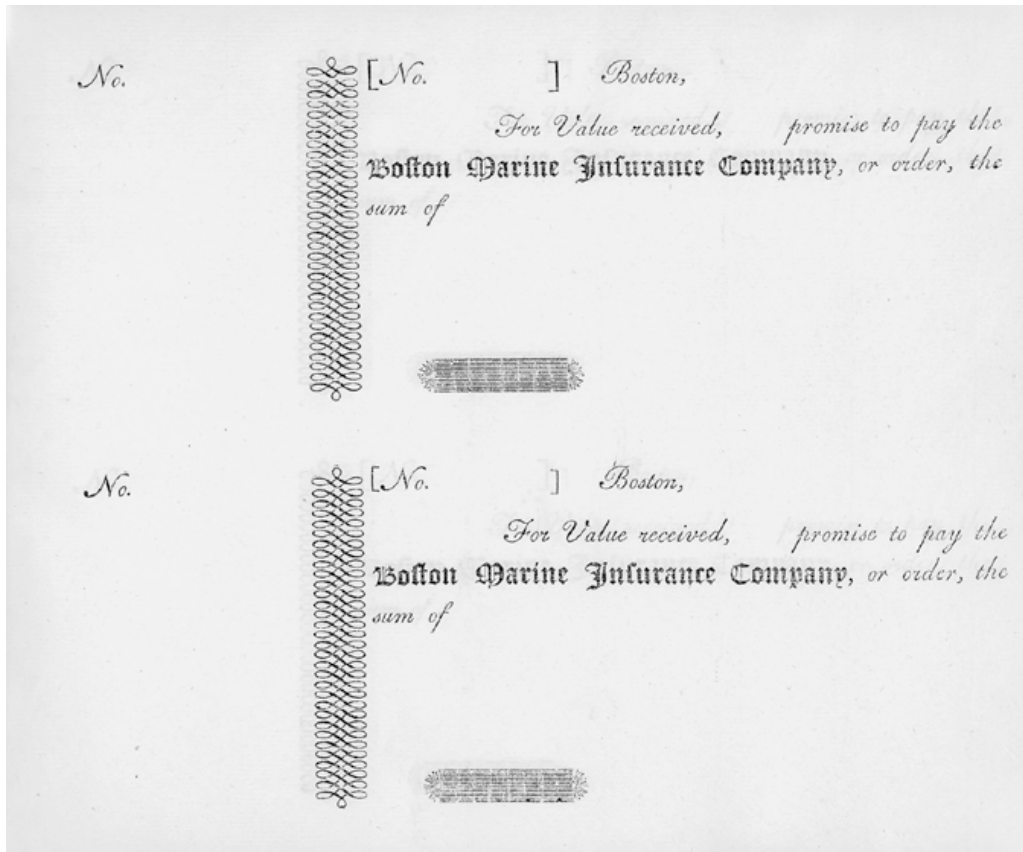 No. [No. ] Boston,
For Value received, promise to pay the
Boston Marine Insurance Company, or order, the
sum of
No. [No. ] Boston,
For Value received, promise to pay the
Boston Marine Insurance Company, or order, the
sum of